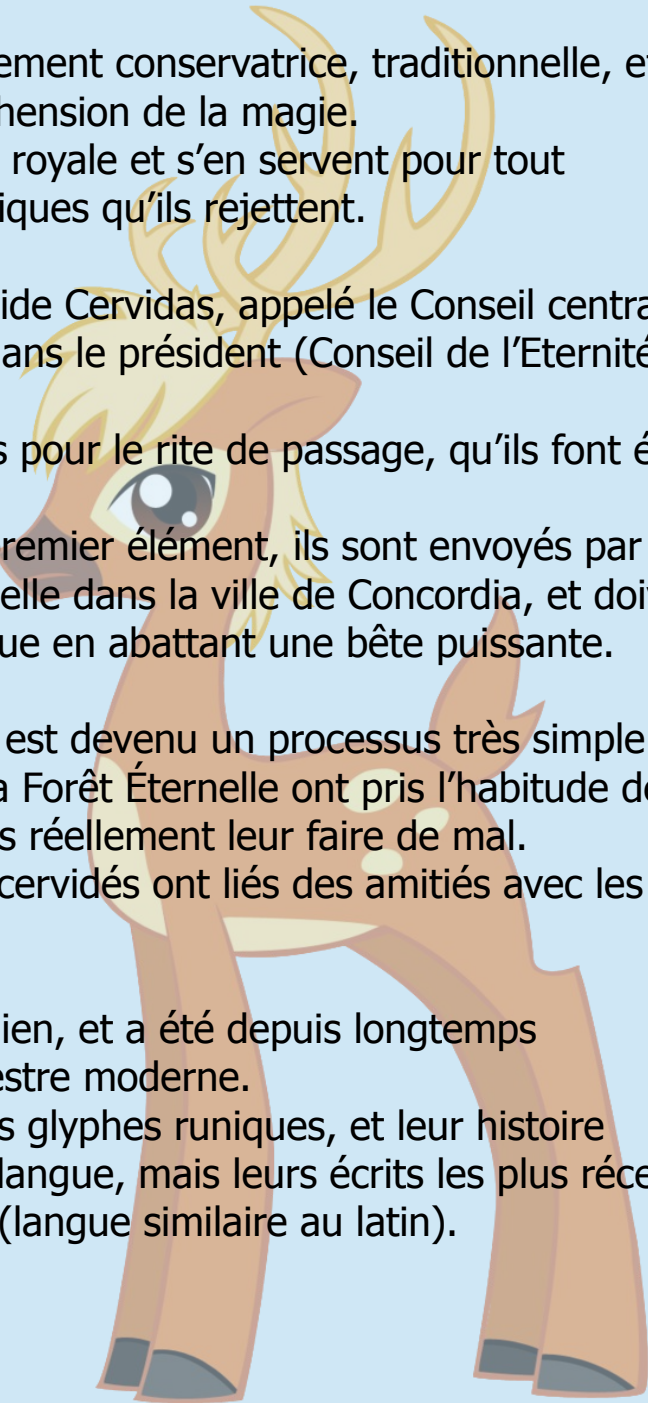 ement conservatrice, traditionnelle, et
hension de la magie.
royale et s’en servent pour tout
iques qu’ils rejettent.
ide Cervidas, appelé le Conseil centra
ans le président (Conseil de l’Eternité
s pour le rite de passage, qu’ils font é
remier élément, ils sont envoyés par
elle dans la ville de Concordia, et doi
ue en abattant une bête puissante.
est devenu un processus très simple
a Forêt Éternelle ont pris l’habitude de
s réellement leur faire de mal.
cervidés ont liés des amitiés avec les
ien, et a été depuis longtemps
estre moderne.
s glyphes runiques, et leur histoire
langue, mais leurs écrits les plus réce
(langue similaire au latin).